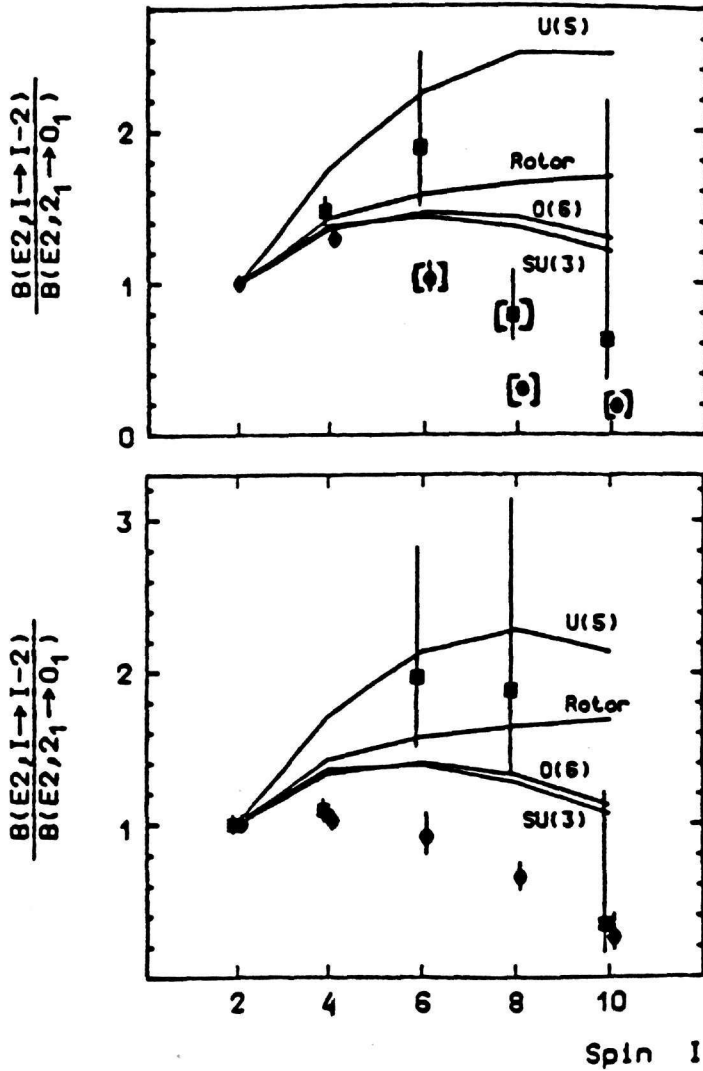 B(E2,I→I-2)
B(E2,2₁→0₁)
2
1
0
U(5)
Rotor
O(6)
SU(3)
[ ]
[ ]
[ ]
[ ]
B(E2,I→I-2)
B(E2,2₁→0₁)
3
2
1
U(5)
Rotor
O(6)
SU(3)
2 4 6 8 10
Spin I